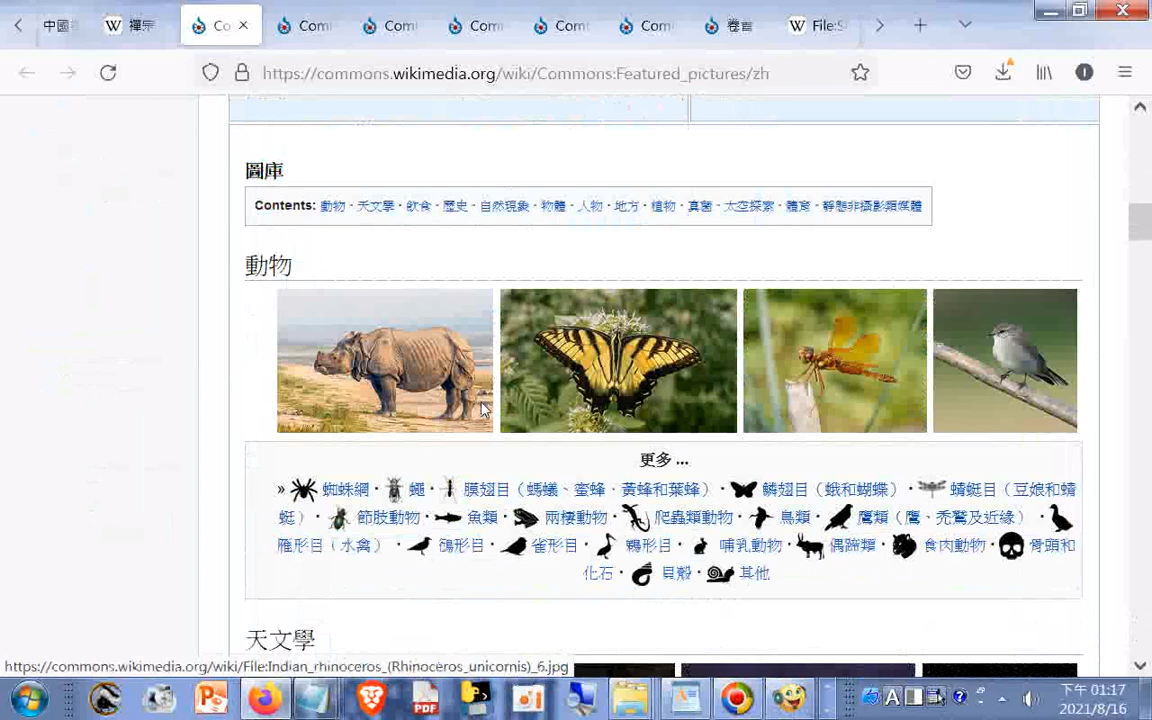 中國
禪宗
Co
Com
Com
Com
Com
Com
卷首
File:S
https://commons.wikimedia.org/wiki/Commons:Featured_pictures/zh
圖庫
Contents: 動物 · 天文學 · 飲食 · 歷史 · 自然現象 · 物體 · 人物 · 地方 · 植物 · 真菌 · 太空探索 · 體育 · 靜態非攝影類媒體
動物
更多 ...
» 蜘蛛網 · 蠅 · 膜翅目（螞蟻、蜜蜂、黃蜂和葉蜂） · 鱗翅目（蛾和蝴蝶） · 蜻蜓目（豆娘和蜻
蜓） · 節肢動物 · 魚類 · 兩棲動物 · 爬蟲類動物 · 鳥類 · 鷹類（鷹、禿鷲及近緣） ·
雁形目（水禽） · 鴴形目 · 雀形目 · 鵜形目 · 哺乳動物 · 偶蹄類 · 食肉動物 · 骨頭和
化石 · 貝殼 · 其他
天文學
https://commons.wikimedia.org/wiki/File:Indian_rhinoceros_(Rhinoceros_unicornis)_6.jpg
下午 01:17
2021/8/16